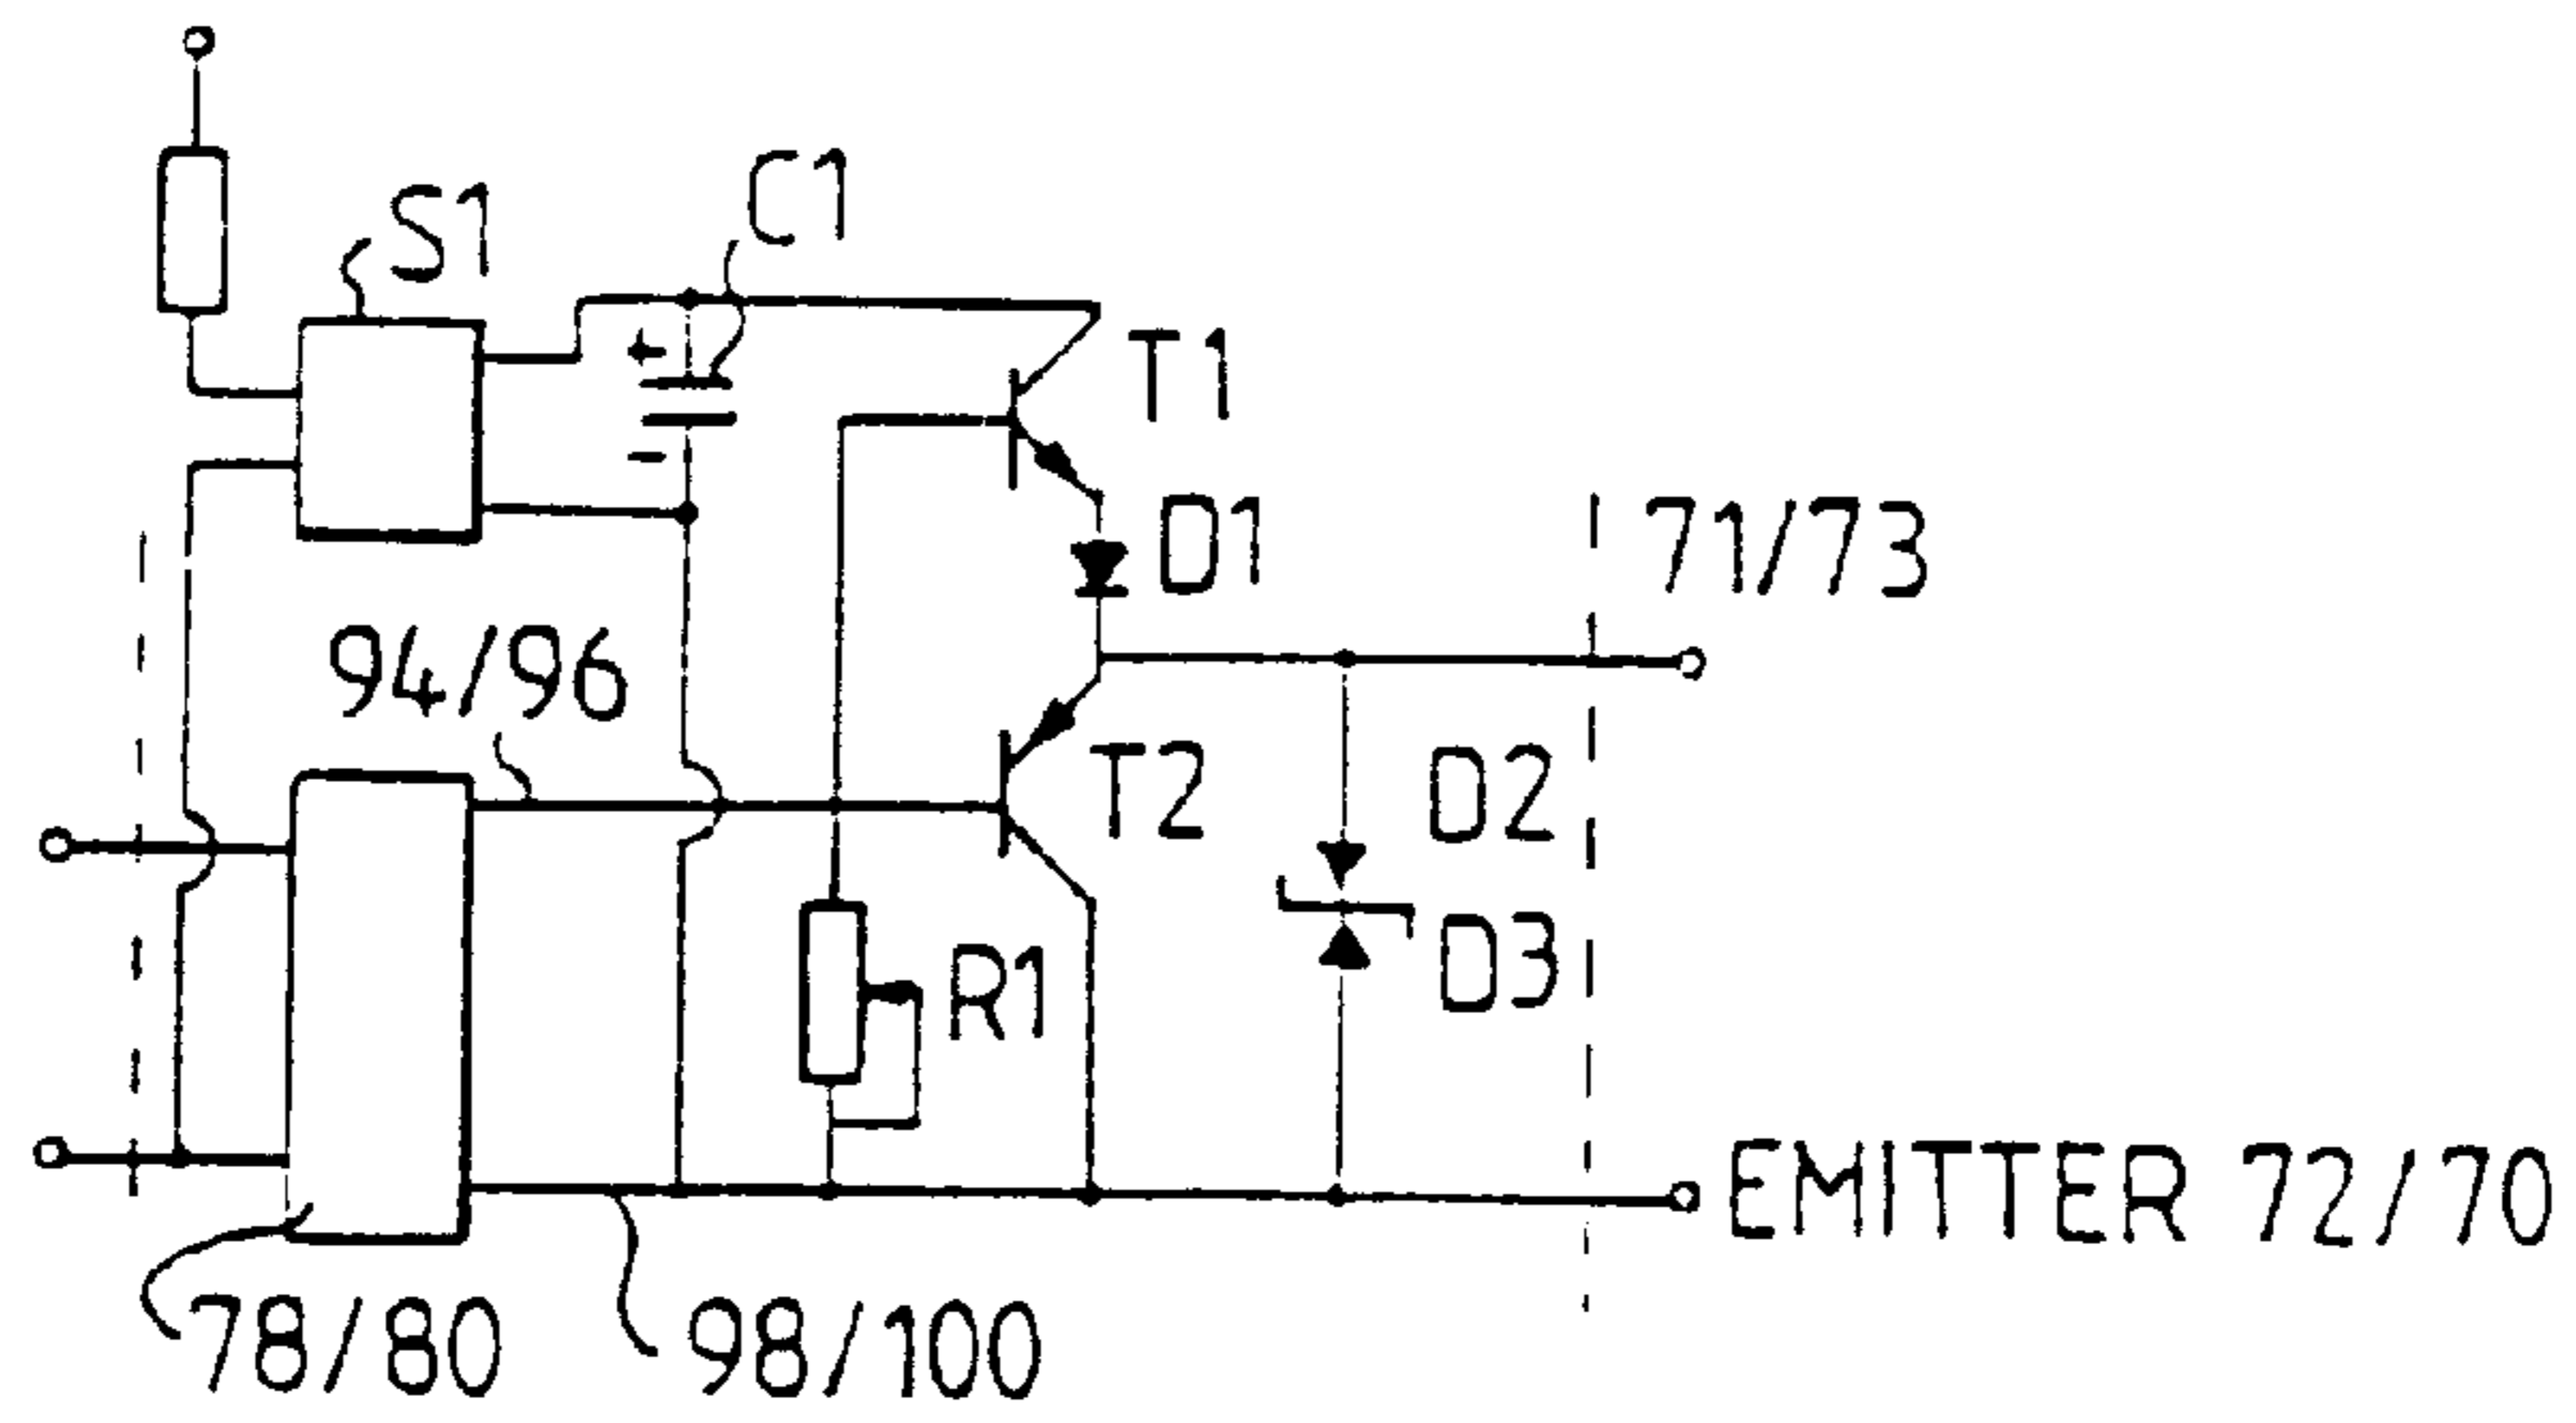 C1
S1
+
-
T1
D1
71/73
94/96
T2
D2
D3
R1
EMITTER 72/70
78/80
98/100